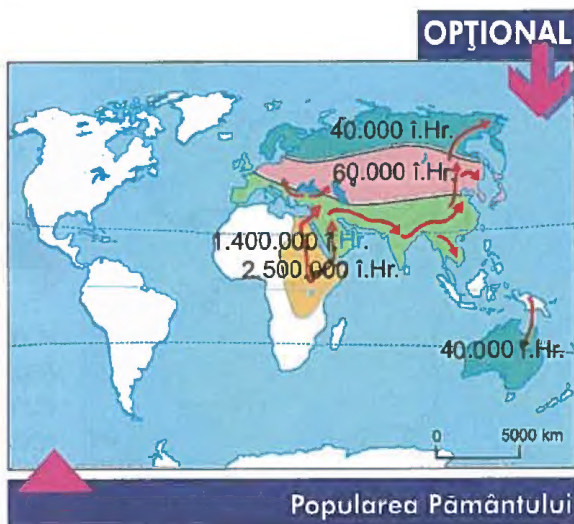 OPŢIONAL
40.000 î.Hr.
60.000 î.Hr.
1.400.000 î.Hr.
2.500.000 î.Hr.
40.000 î.Hr.
0 5000 km
Popularea Pământului